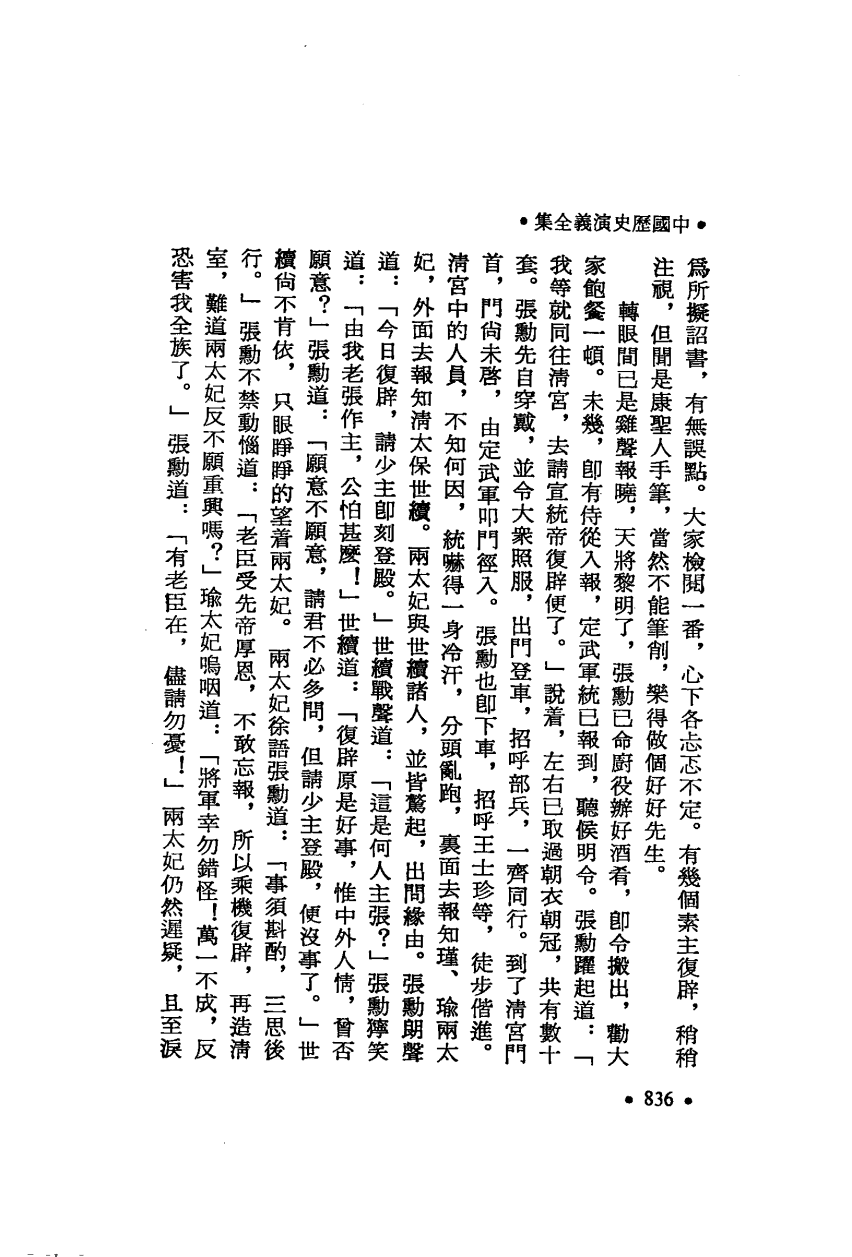 •中國歷史演義全集•
爲所擬詔書，有無誤點。大家檢閱一番，心下各忐忑不定。有幾個素主復辟，稍稍
注視，但聞是康聖人手筆，當然不能筆削，樂得做個好好先生。
轉眼間已是雞聲報曉，天將黎明了，張勳已命廚役辦好酒肴，卽令搬出，勸大
家飽餐一頓。未幾，卽有侍從入報，定武軍統已報到，聽候明令。張勳躍起道：「
我等就同往淸宮，去請宣統帝復辟便了。」說着，左右已取過朝衣朝冠，共有數十
套。張勳先自穿戴，並令大衆照服，出門登車，招呼部兵，一齊同行。到了淸宮門
首，門尙未啓，由定武軍叩門徑入。張勳也卽下車，招呼王士珍等，徒步偕進。
淸宮中的人員，不知何因，統嚇得一身冷汗，分頭亂跑，裏面去報知瑾、瑜兩太
妃，外面去報知淸太保世續。兩太妃與世續諸人，並皆驚起，出問緣由。張勳朗聲
道：「今日復辟，請少主卽刻登殿。」世續戰聲道：「這是何人主張？」張勳獰笑
道：「由我老張作主，公怕甚麼！」世續道：「復辟原是好事，惟中外人情，曾否
願意？」張勳道：「願意不願意，請君不必多問，但請少主登殿，便沒事了。」世
續尙不肯依，只眼睜睜的望着兩太妃。兩太妃徐語張勳道：「事須斟酌，三思後
行。」張勳不禁動惱道：「老臣受先帝厚恩，不敢忘報，所以乘機復辟，再造淸
室，難道兩太妃反不願重興嗎？」瑜太妃嗚咽道：「將軍幸勿錯怪！萬一不成，反
恐害我全族了。」張勳道：「有老臣在，儘請勿憂！」兩太妃仍然遲疑，且至淚
•836•